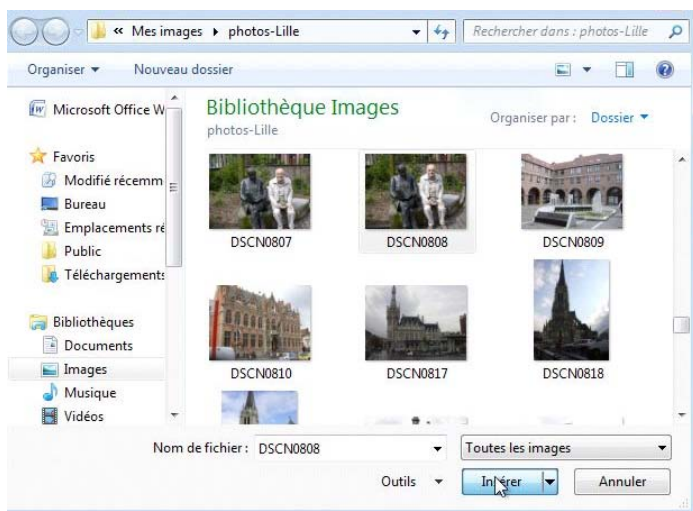 « Mes images ▸ photos-Lille
Rechercher dans : photos-Lille
Organiser
Nouveau dossier
Microsoft Office W
Bibliothèque Images
photos-Lille
Organiser par :
Dossier
Favoris
Modifié récemm
Bureau
Emplacements ré
Public
Téléchargements
Bibliothèques
Documents
Images
Musique
Vidéos
DSCN0807
DSCN0808
DSCN0809
DSCN0810
DSCN0817
DSCN0818
Nom de fichier :
DSCN0808
Toutes les images
Outils
Insérer
Annuler